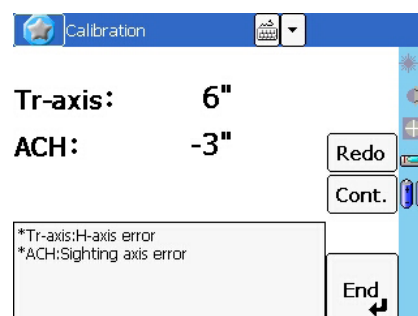 Calibration
Tr-axis: 6"
ACH: -3"
Redo
Cont.
*Tr-axis:H-axis error
*ACH:Sighting axis error
End